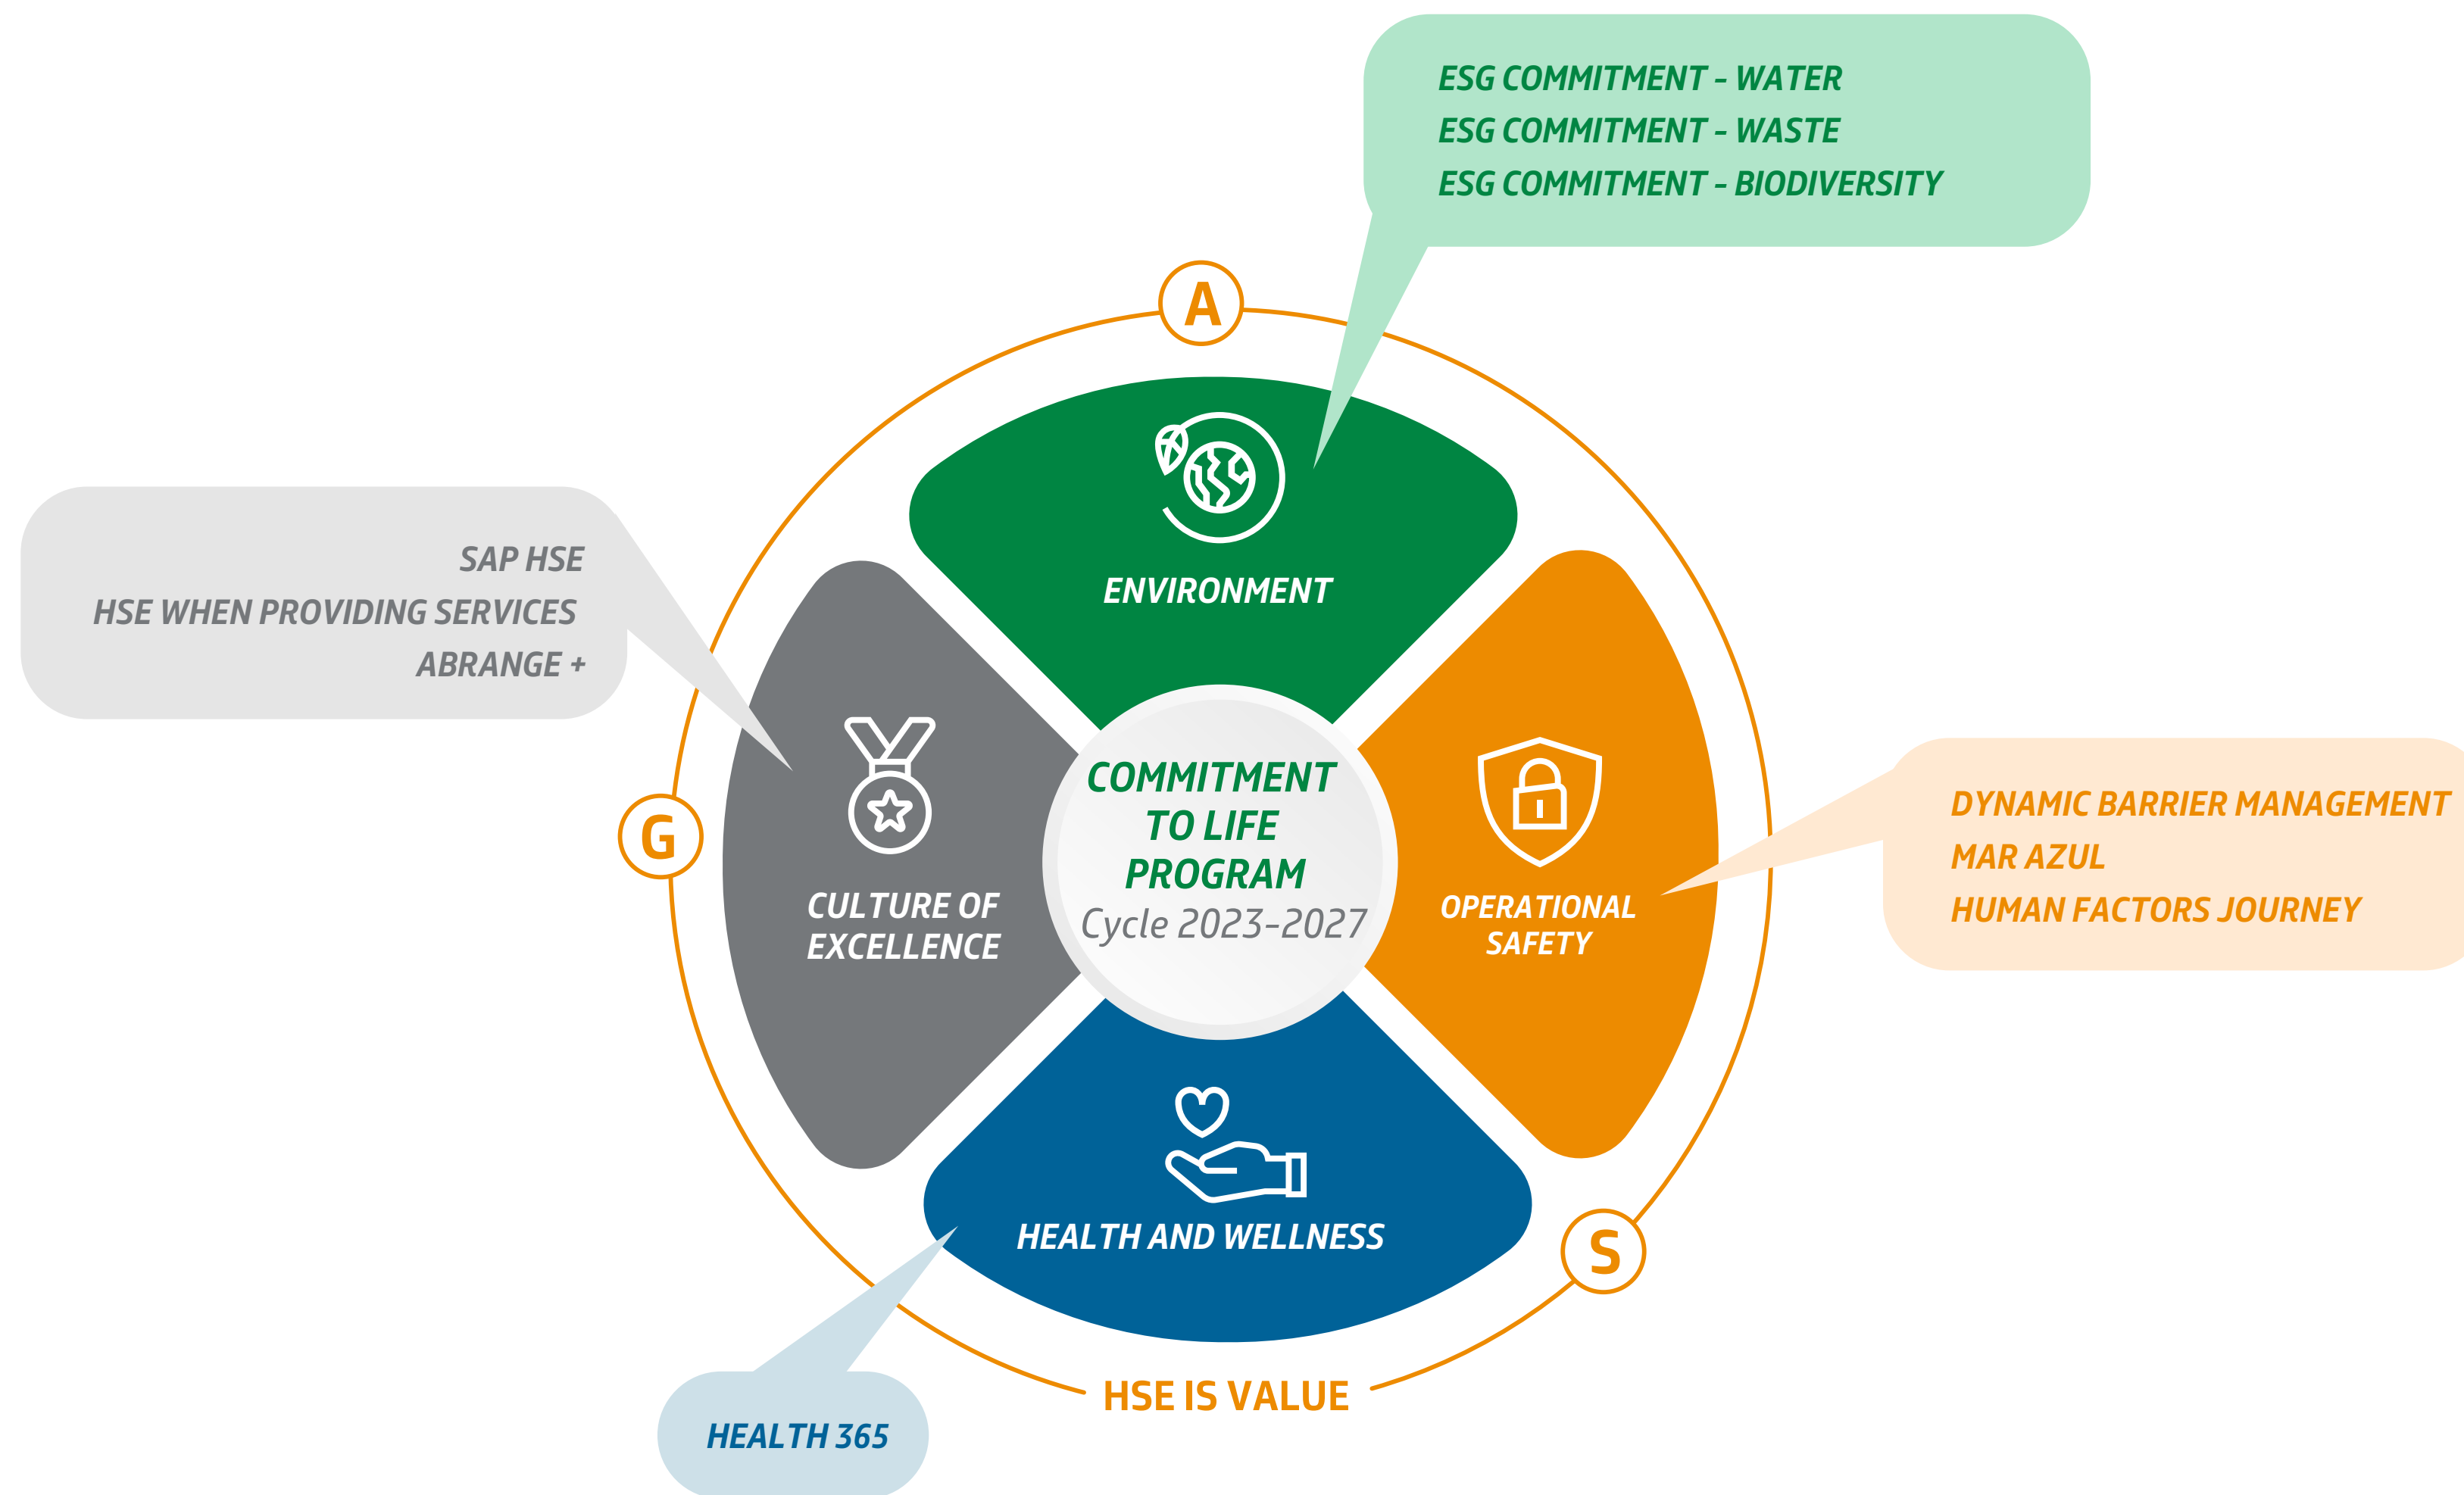 ESG COMMITMENT - WATER
ESG COMMITMENT - WASTE
ESG COMMITMENT - BIODIVERSITY
A
ENVIRONMENT
SAP HSE
HSE WHEN PROVIDING SERVICES
ABRANGE +
G
CULTURE OF
EXCELLENCE
COMMITMENT
TO LIFE
PROGRAM
Cycle 2023-2027
OPERATIONAL
SAFETY
DYNAMIC BARRIER MANAGEMENT
MAR AZUL
HUMAN FACTORS JOURNEY
HEALTH AND WELLNESS
S
HSE IS VALUE
HEALTH 365